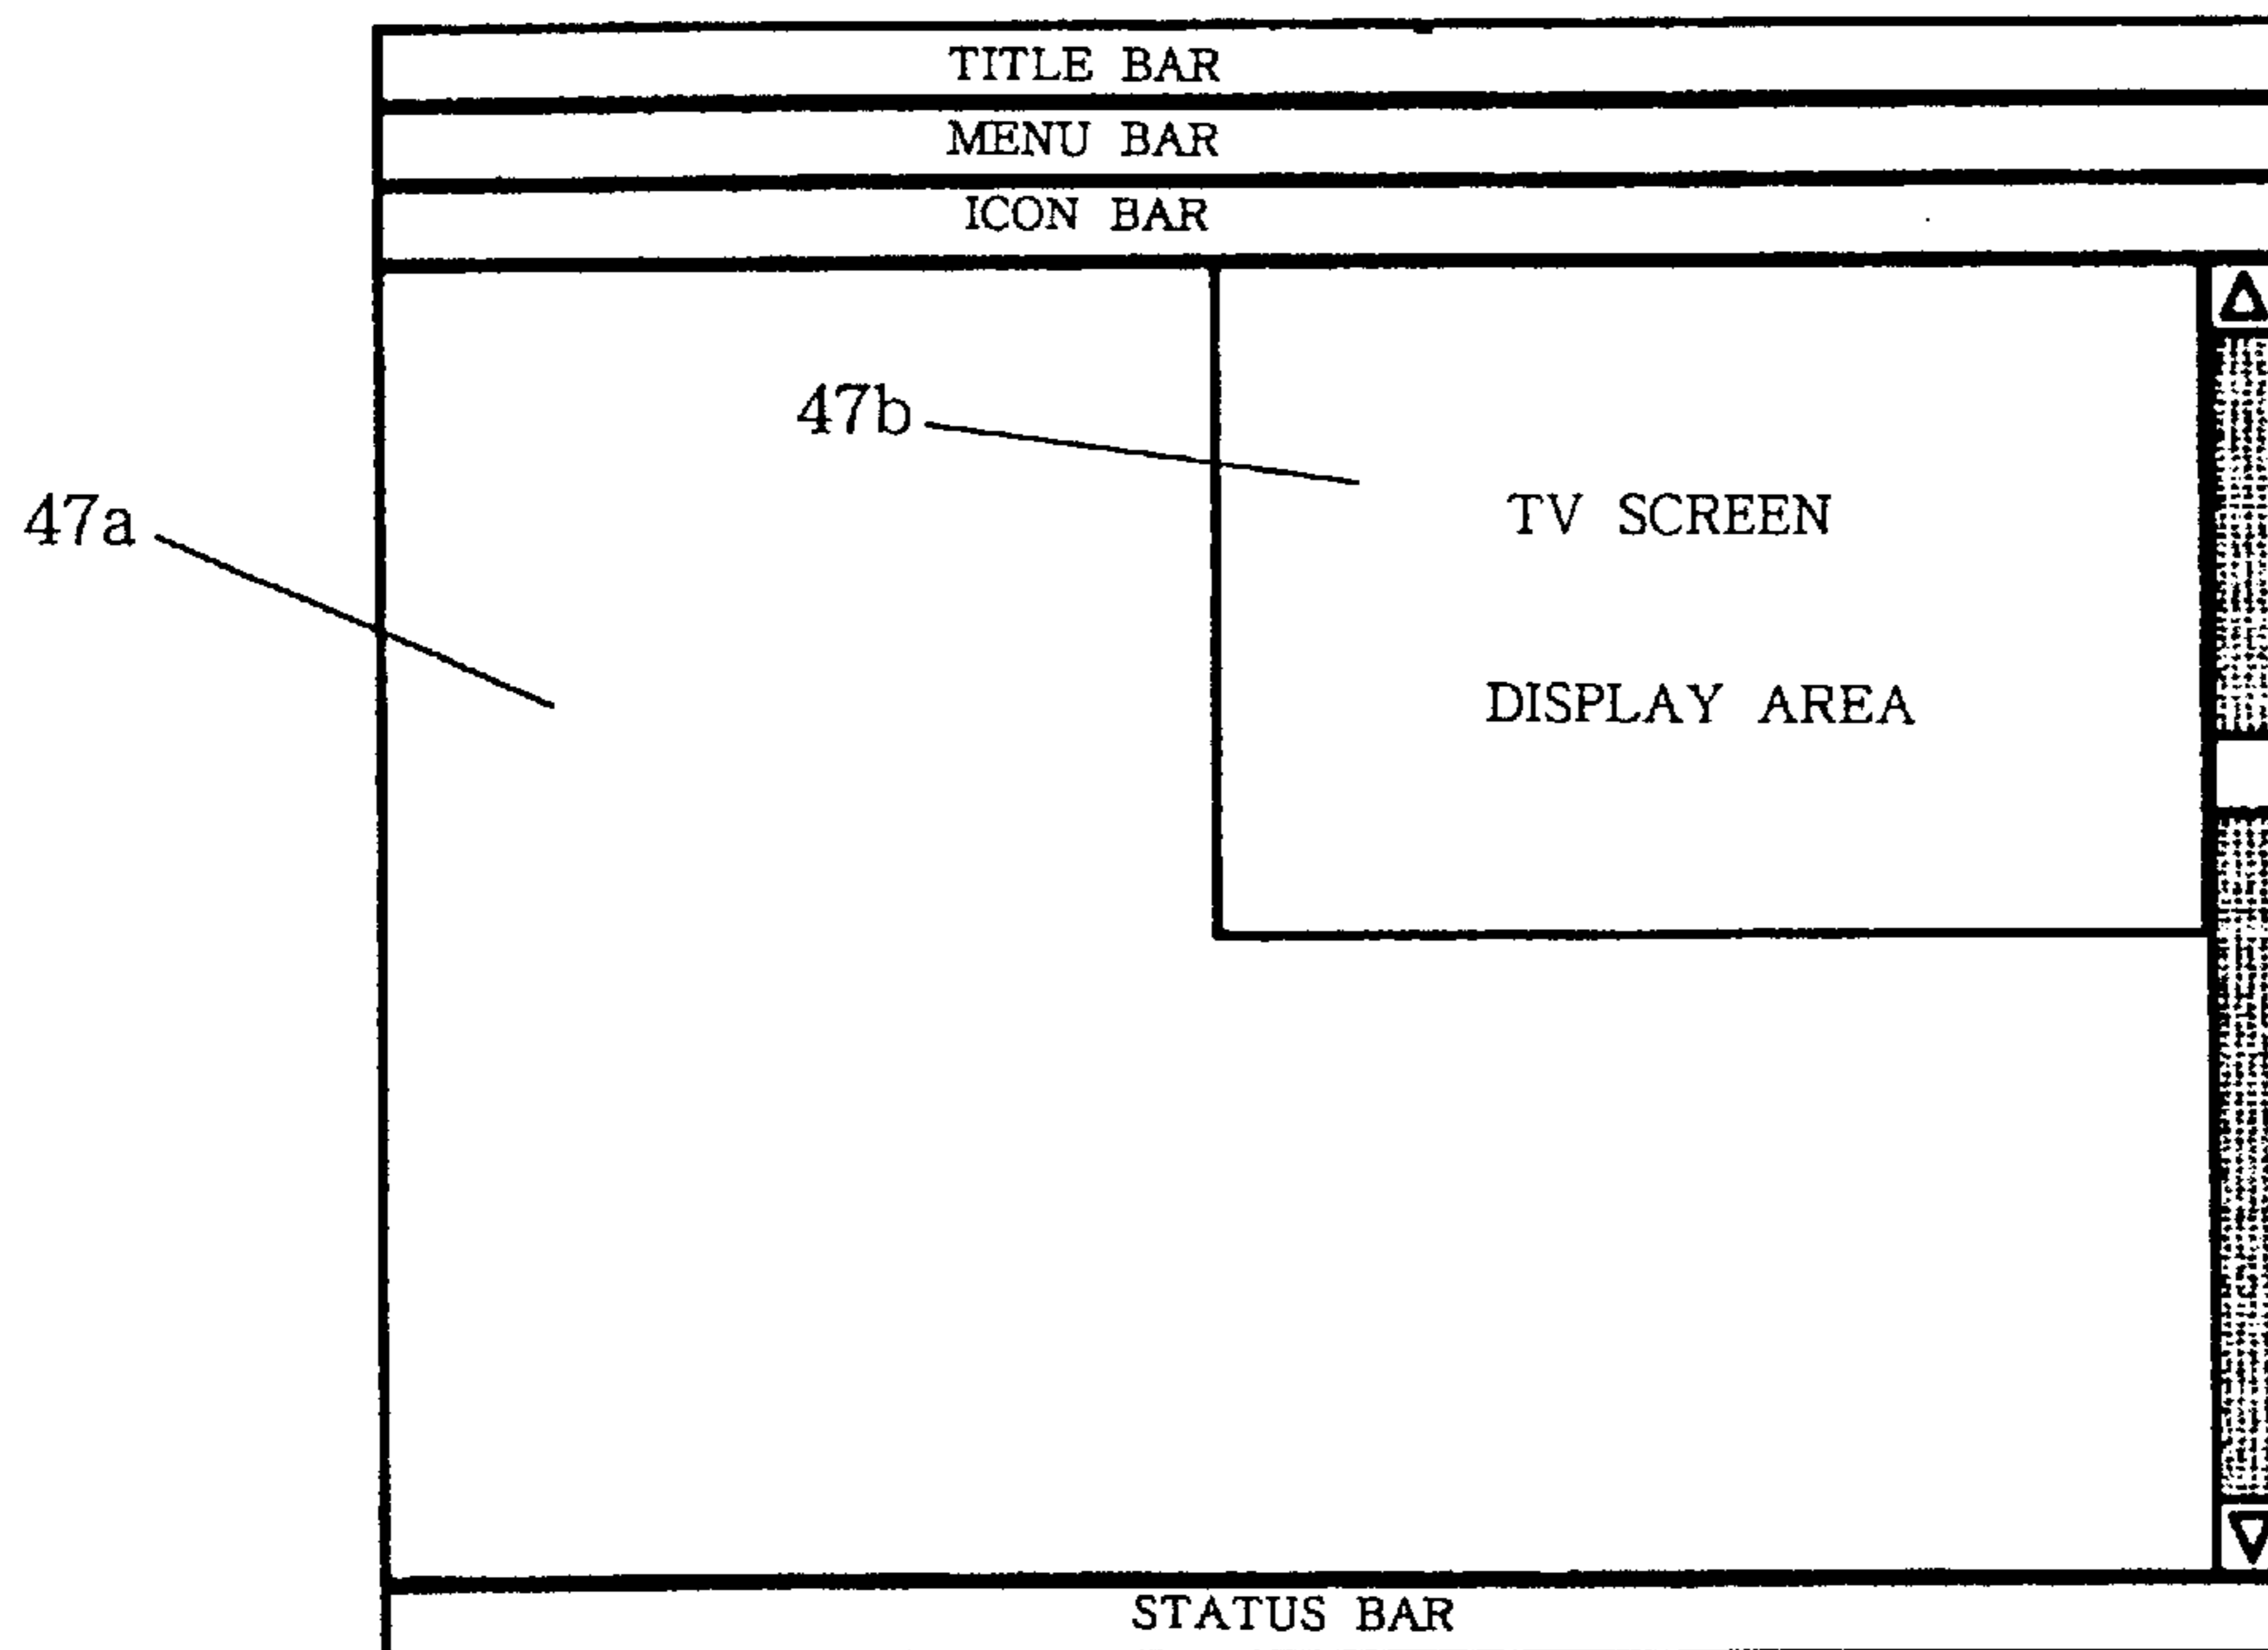 TITLE BAR
MENU BAR
ICON BAR
47b
47a
TV SCREEN
DISPLAY AREA
STATUS BAR